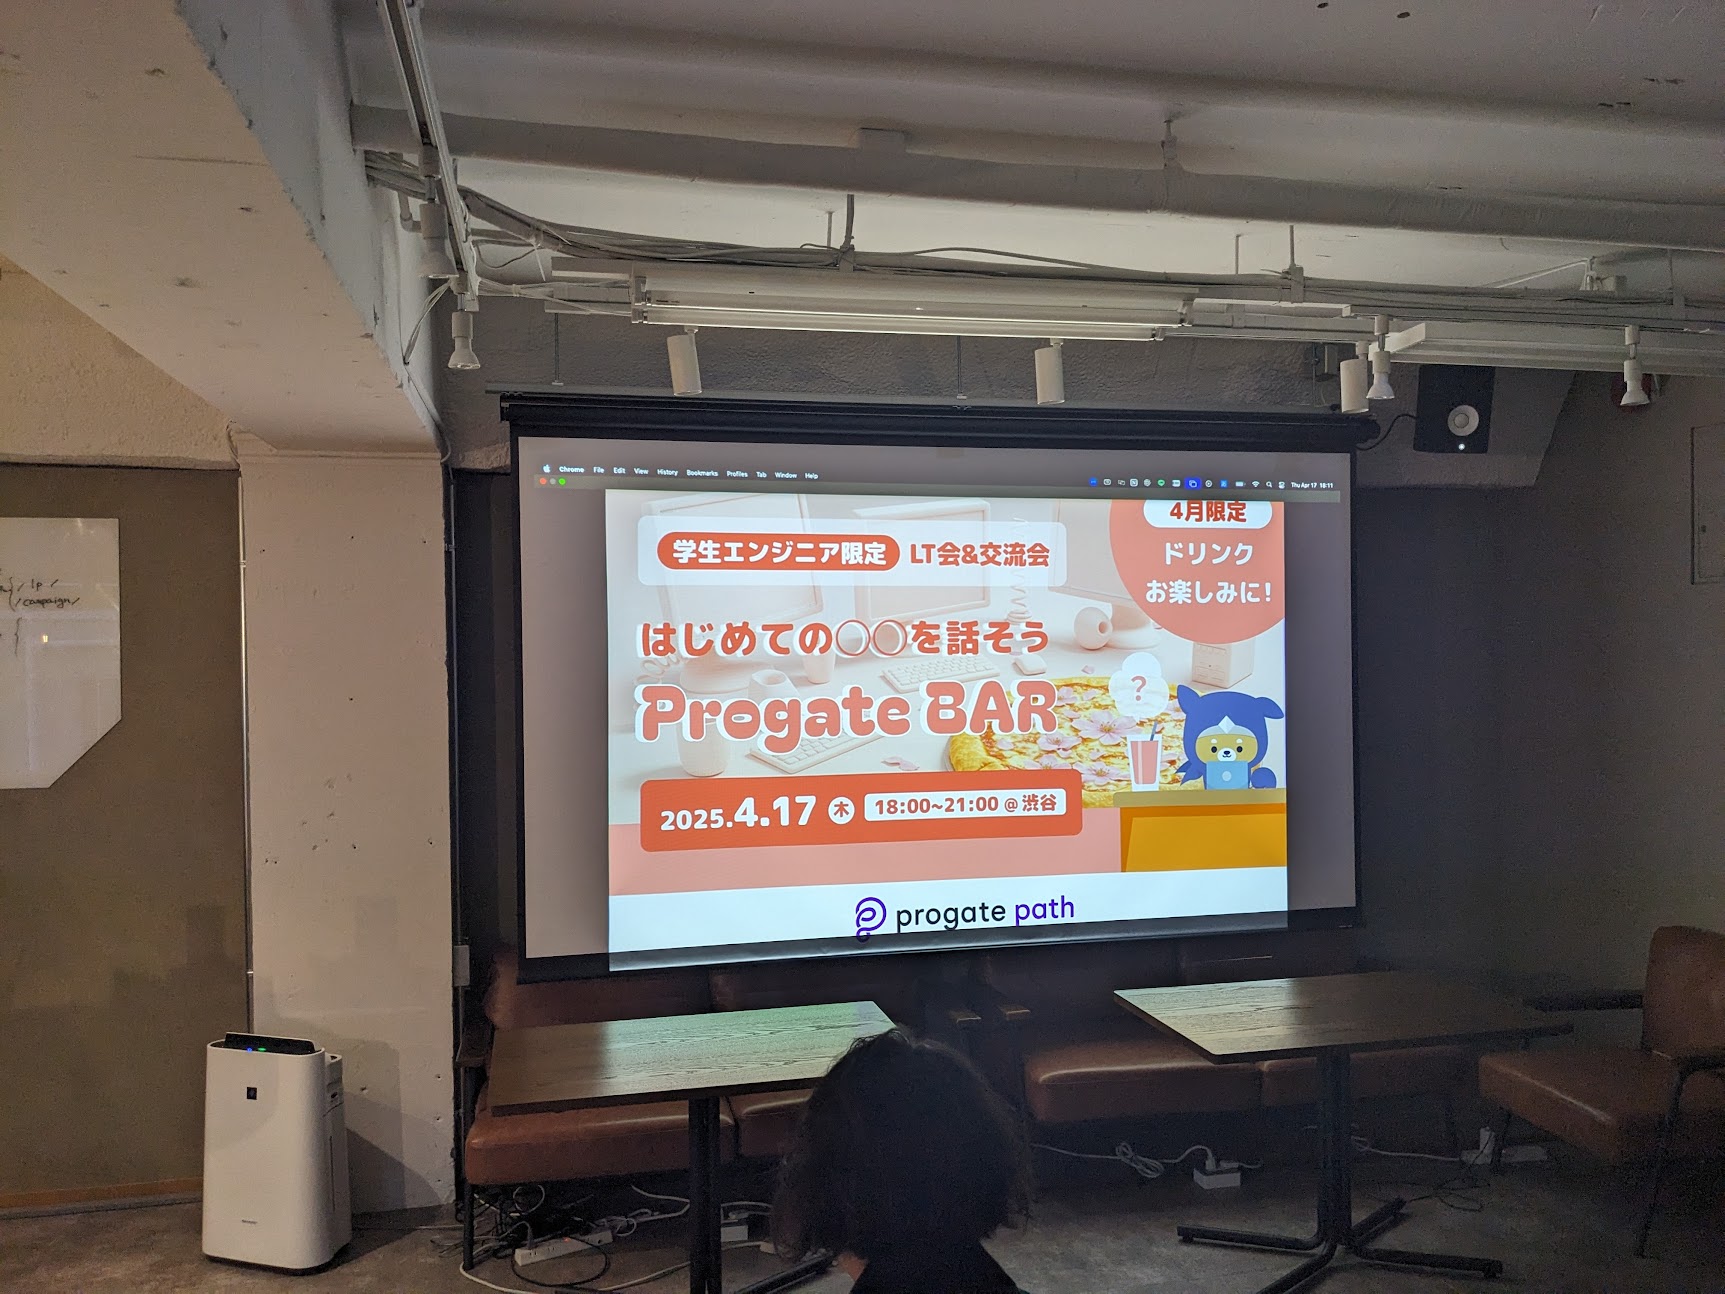 Chrome File Edit View History Bookmarks Profiles Tab Window Help
Thu Apr 17 18:11
4月限定
ドリンク
お楽しみに!
学生エンジニア限定 LT会&交流会
はじめての〇〇を話そう
Progate BAR
?
2025.4.17 木 18:00~21:00 @ 渋谷
progate path
/lp/
/campaign/